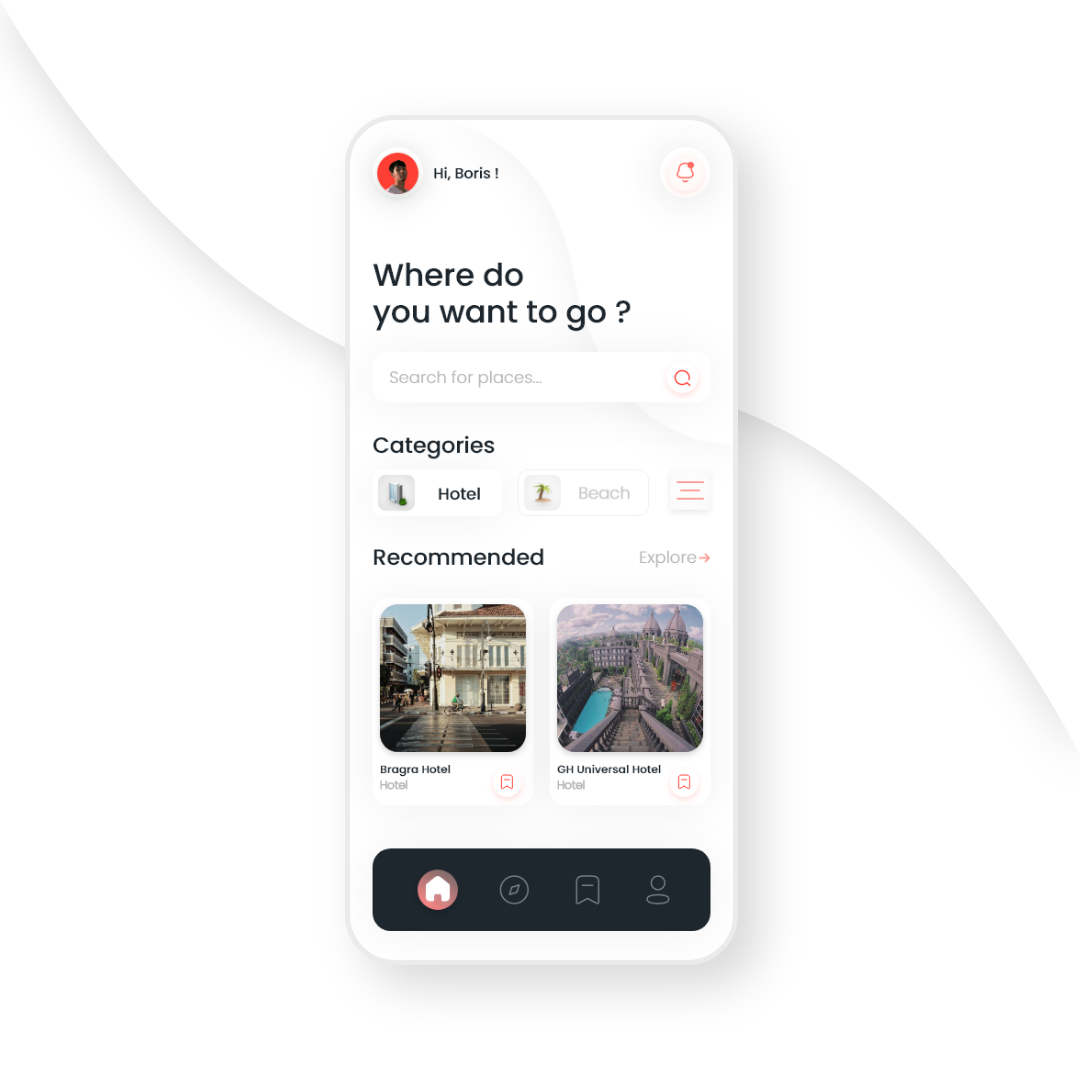 Hi, Boris !
Where do
you want to go ?
Search for places...
Categories
Hotel
Beach
Recommended
Explore
Bragra Hotel
Hotel
GH Universal Hotel
Hotel